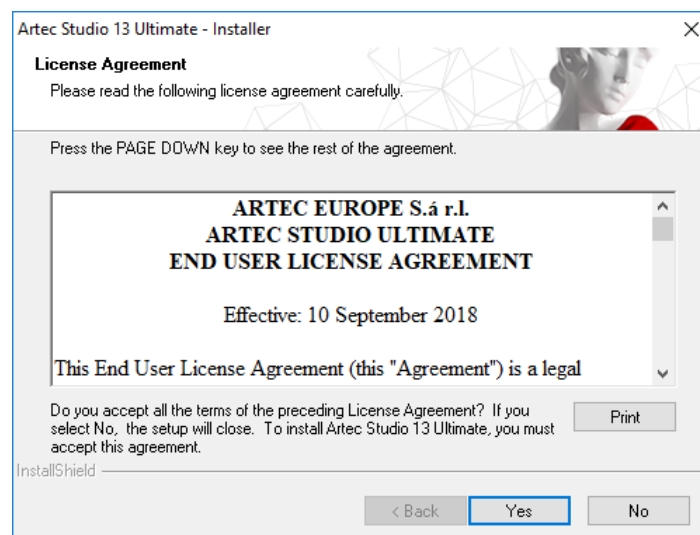 Artec Studio 13 Ultimate - Installer
License Agreement
Please read the following license agreement carefully.
Press the PAGE DOWN key to see the rest of the agreement.
ARTEC EUROPE S.á r.l.
ARTEC STUDIO ULTIMATE
END USER LICENSE AGREEMENT
Effective: 10 September 2018
This End User License Agreement (this "Agreement") is a legal
Do you accept all the terms of the preceding License Agreement? If you
select No, the setup will close. To install Artec Studio 13 Ultimate, you must
accept this agreement.
Print
InstallShield
< Back
Yes
No